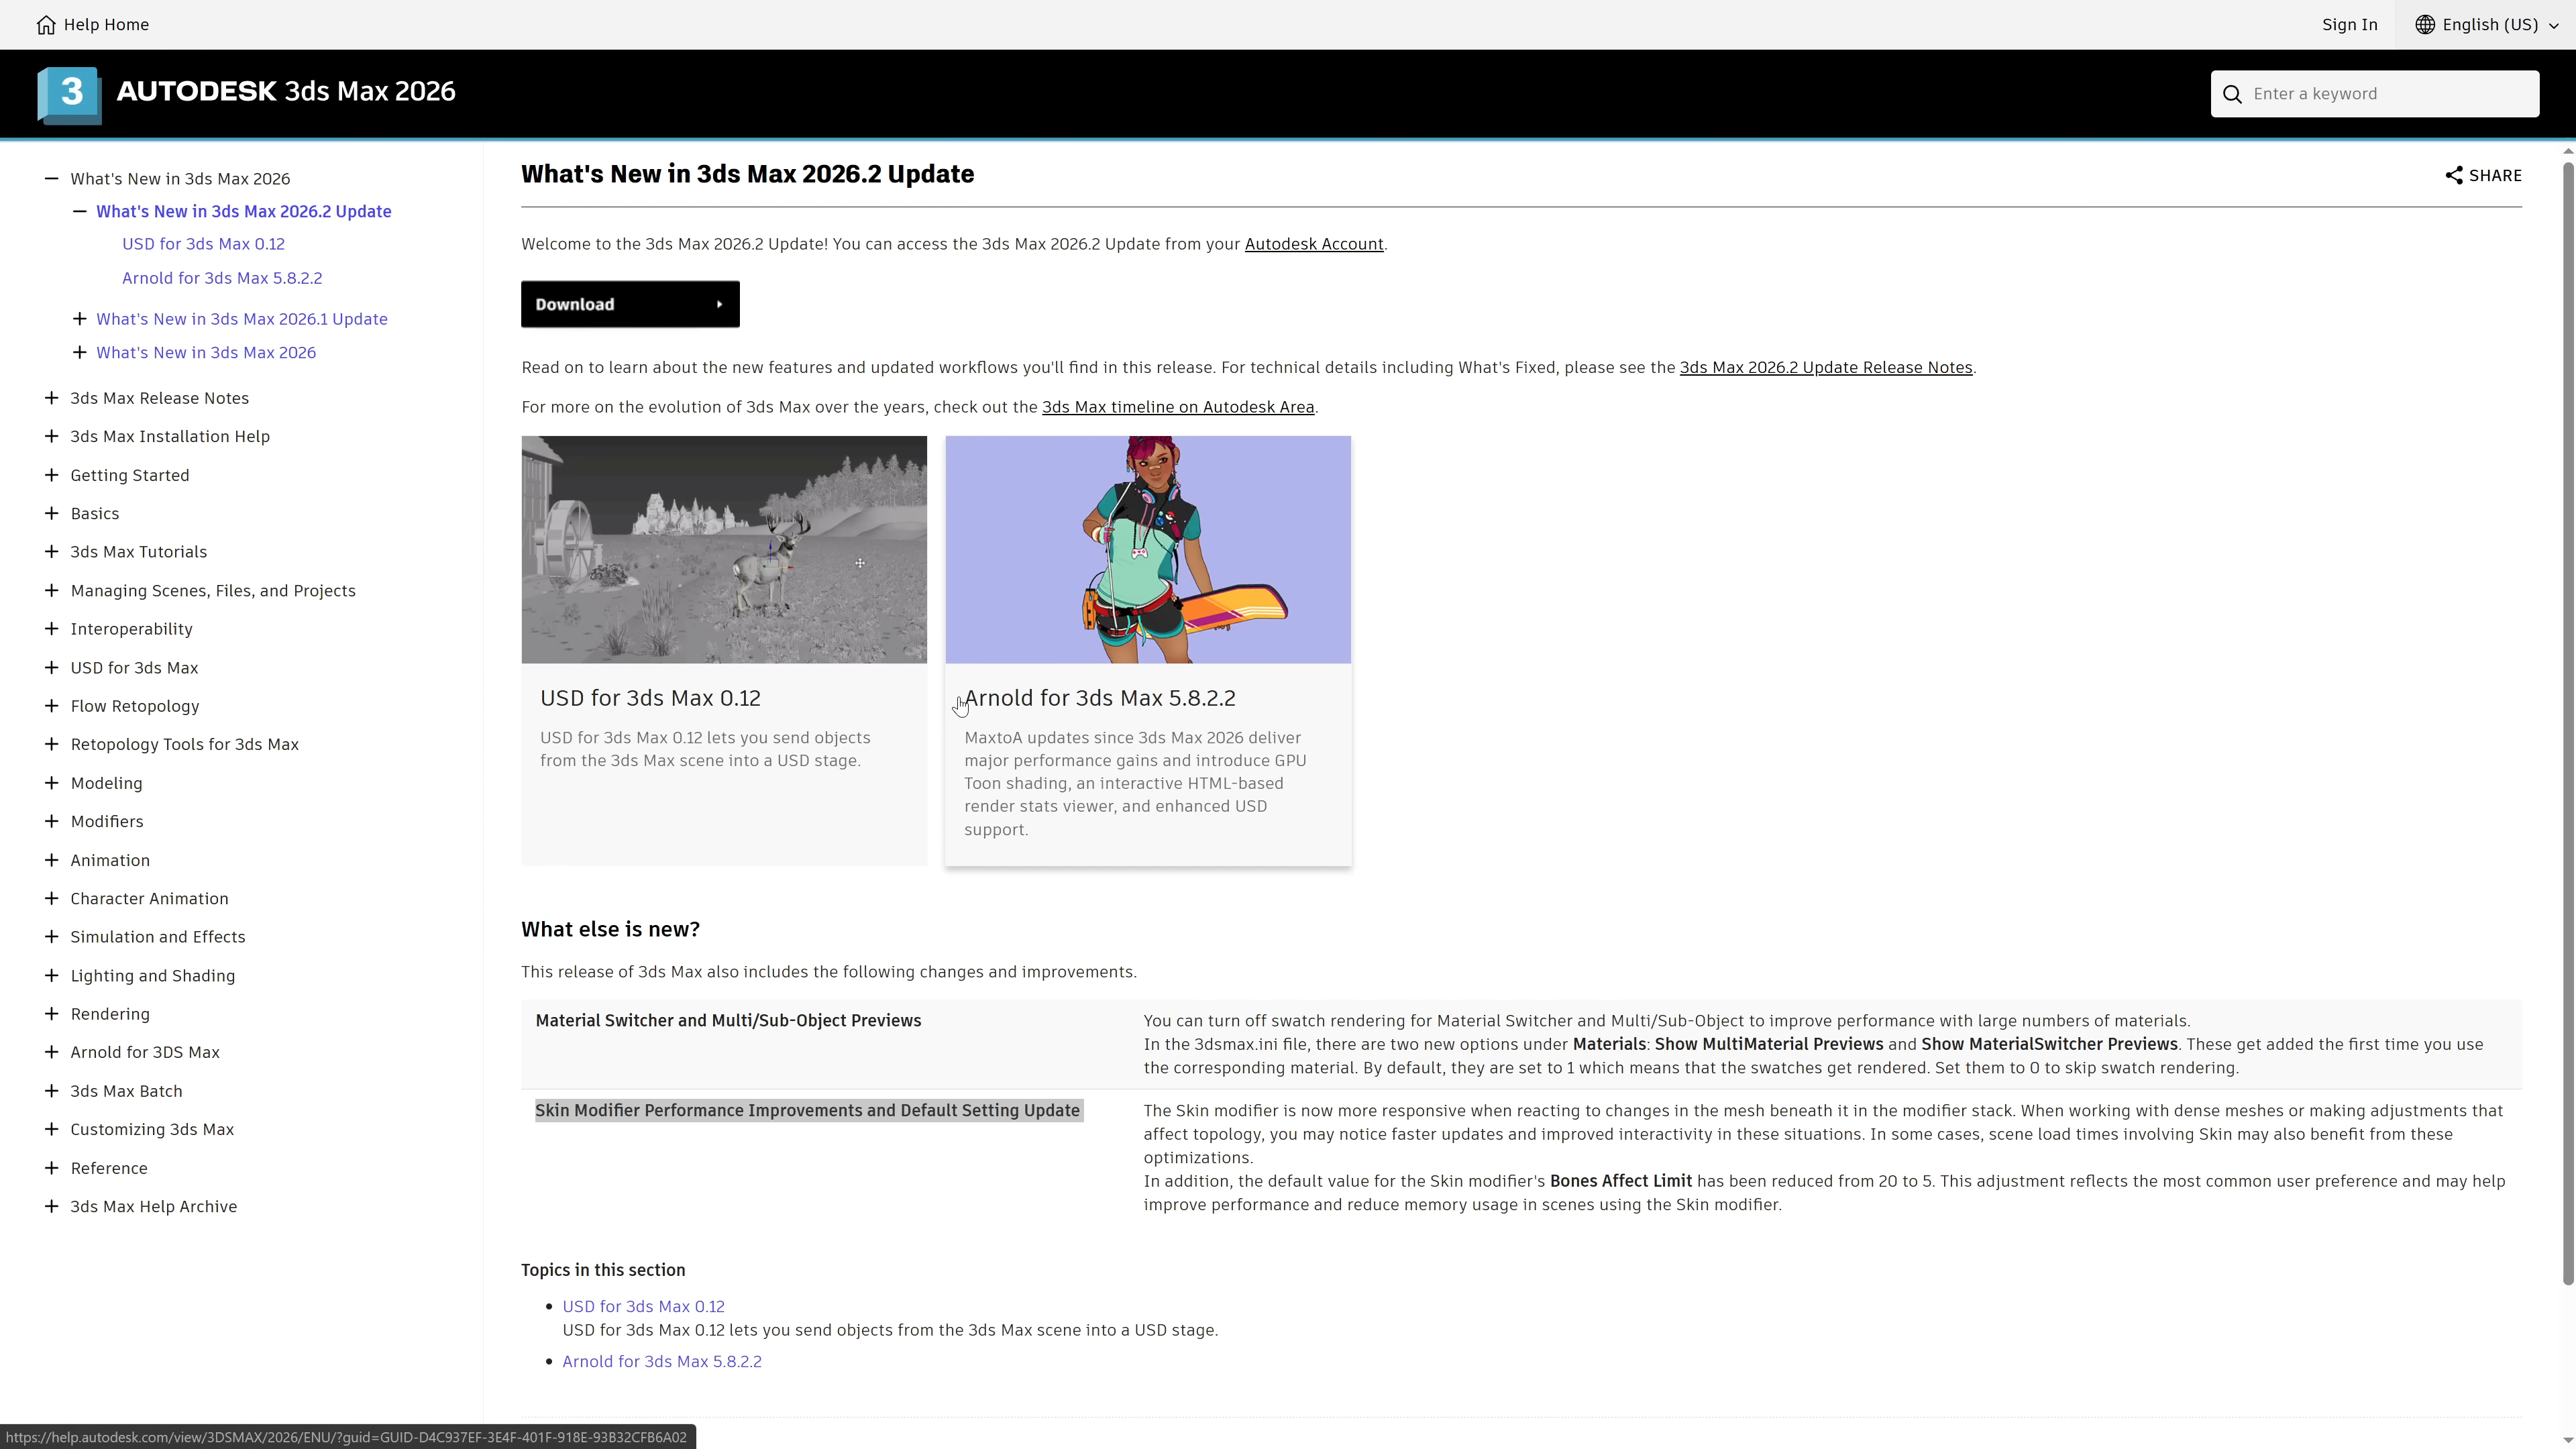 Help Home
Sign In
English (US)
3
AUTODESK 3ds Max 2026
Enter a keyword
What's New in 3ds Max 2026
What's New in 3ds Max 2026.2 Update
USD for 3ds Max 0.12
Arnold for 3ds Max 5.8.2.2
What's New in 3ds Max 2026.1 Update
What's New in 3ds Max 2026
3ds Max Release Notes
3ds Max Installation Help
Getting Started
Basics
3ds Max Tutorials
Managing Scenes, Files, and Projects
Interoperability
USD for 3ds Max
Flow Retopology
Retopology Tools for 3ds Max
Modeling
Modifiers
Animation
Character Animation
Simulation and Effects
Lighting and Shading
Rendering
Arnold for 3DS Max
3ds Max Batch
Customizing 3ds Max
Reference
3ds Max Help Archive
What's New in 3ds Max 2026.2 Update
SHARE
Welcome to the 3ds Max 2026.2 Update! You can access the 3ds Max 2026.2 Update from your Autodesk Account.
Download
Read on to learn about the new features and updated workflows you'll find in this release. For technical details including What's Fixed, please see the 3ds Max 2026.2 Update Release Notes.
For more on the evolution of 3ds Max over the years, check out the 3ds Max timeline on Autodesk Area.
USD for 3ds Max 0.12
USD for 3ds Max 0.12 lets you send objects
from the 3ds Max scene into a USD stage.
Arnold for 3ds Max 5.8.2.2
MaxtoA updates since 3ds Max 2026 deliver
major performance gains and introduce GPU
Toon shading, an interactive HTML-based
render stats viewer, and enhanced USD
support.
What else is new?
This release of 3ds Max also includes the following changes and improvements.
Material Switcher and Multi/Sub-Object Previews
You can turn off swatch rendering for Material Switcher and Multi/Sub-Object to improve performance with large numbers of materials.
In the 3dsmax.ini file, there are two new options under Materials: Show MultiMaterial Previews and Show MaterialSwitcher Previews. These get added the first time you use
the corresponding material. By default, they are set to 1 which means that the swatches get rendered. Set them to 0 to skip swatch rendering.
Skin Modifier Performance Improvements and Default Setting Update
The Skin modifier is now more responsive when reacting to changes in the mesh beneath it in the modifier stack. When working with dense meshes or making adjustments that
affect topology, you may notice faster updates and improved interactivity in these situations. In some cases, scene load times involving Skin may also benefit from these
optimizations.
In addition, the default value for the Skin modifier's Bones Affect Limit has been reduced from 20 to 5. This adjustment reflects the most common user preference and may help
improve performance and reduce memory usage in scenes using the Skin modifier.
Topics in this section
USD for 3ds Max 0.12
USD for 3ds Max 0.12 lets you send objects from the 3ds Max scene into a USD stage.
Arnold for 3ds Max 5.8.2.2
https://help.autodesk.com/view/3DSMAX/2026/ENU/?guid=GUID-D4C937EF-3E4F-401F-918E-93B32CFB6A02